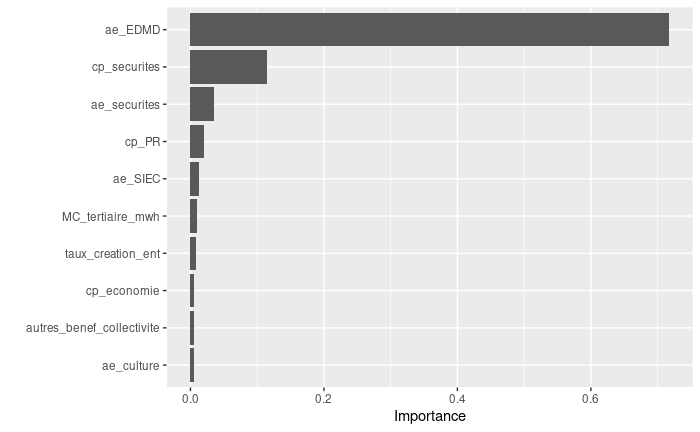 ae_EDMD
cp_securites
ae_securites
cp_PR
ae_SIEC
MC_tertiaire_mwh
taux_creation_ent
cp_economie
autres_benef_collectivite
ae_culture
0.0 0.2 0.4 0.6
Importance